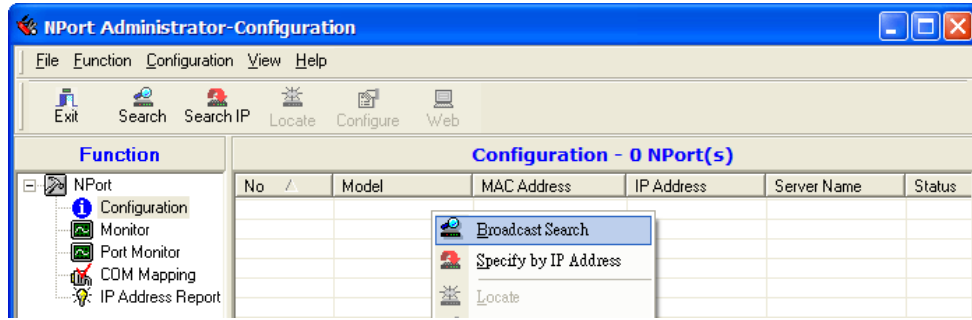 NPort Administrator-Configuration
File Function Configuration View Help
Exit Search Search IP Locate Configure Web
Function Configuration - 0 NPort(s)
NPort No Model MAC Address IP Address Server Name Status
Configuration
Monitor Broadcast Search
Port Monitor Specify by IP Address
COM Mapping
IP Address Report Locate